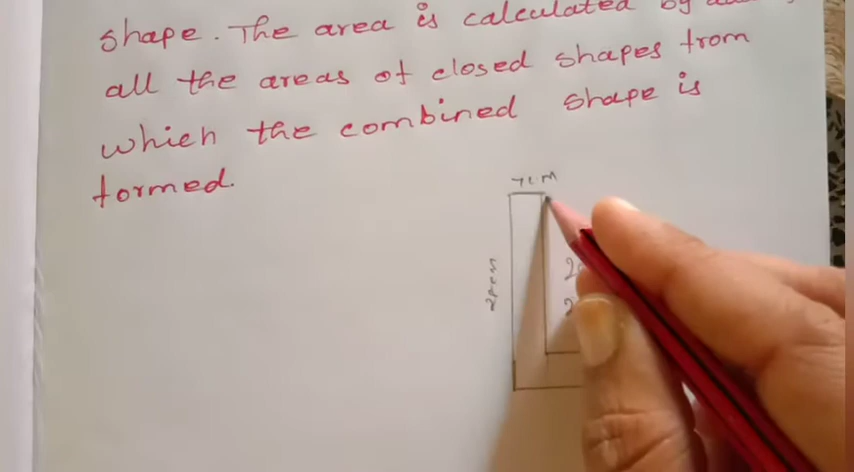 shape. The area is calculated by
all the areas of closed shapes from
which the combined shape is
formed.
7cm